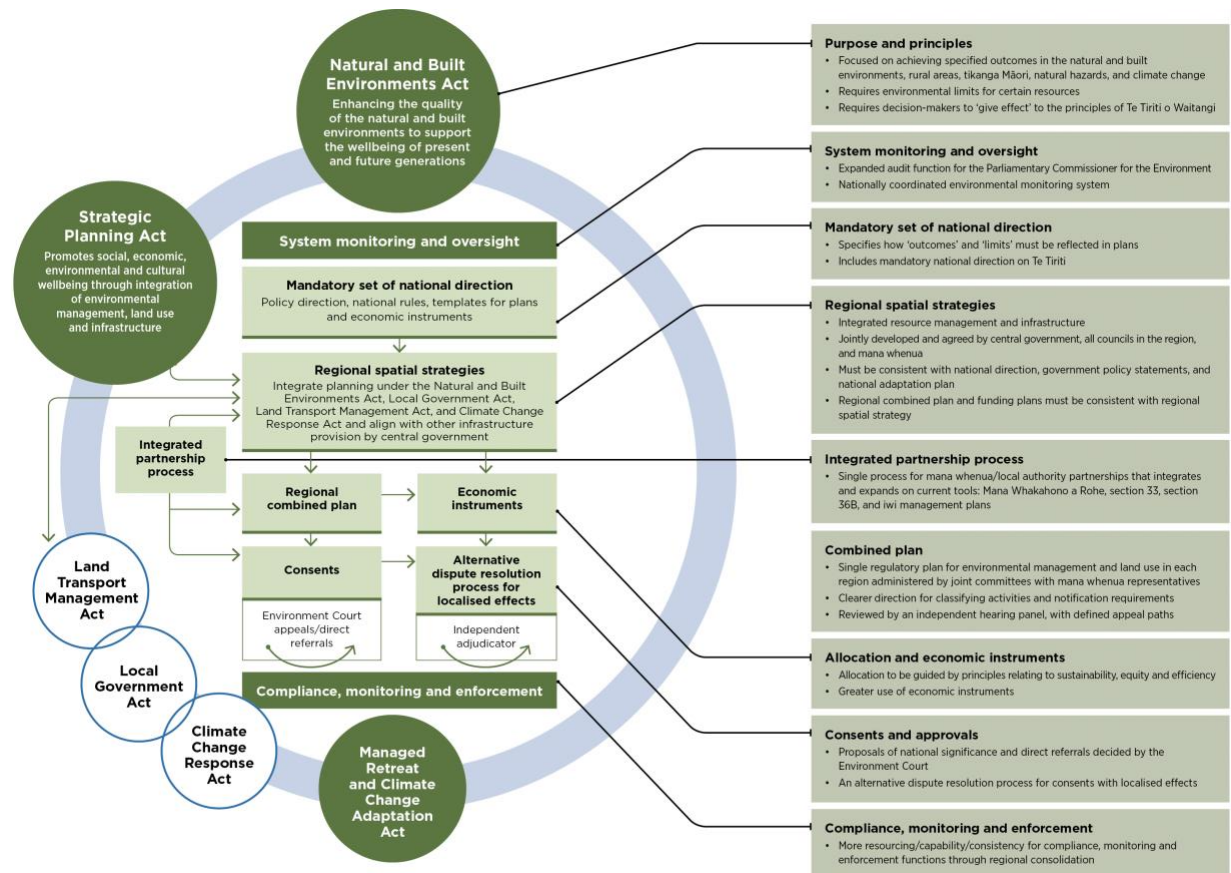 Natural and Built
Environments Act
Enhancing the quality
of the natural and built
environments to support
the wellbeing of present
and future generations
Strategic
Planning Act
Promotes social, economic,
environmental and cultural
wellbeing through integration
of environmental
management, land use
and infrastructure
System monitoring and oversight
Mandatory set of national direction
Policy direction, national rules, templates for plans
and economic instruments
Regional spatial strategies
Integrate planning under the Natural and Built
Environments Act, Local Government Act,
Land Transport Management Act, and Climate Change
Response Act and align with other infrastructure
provision by central government
Integrated
partnership
process
Regional
combined plan
Economic
instruments
Consents
Alternative
dispute resolution
process for
localised effects
Environment Court
appeals/direct
referrals
Independent
adjudicator
Compliance, monitoring and enforcement
Land
Transport
Management
Act
Local
Government
Act
Climate
Change
Response
Act
Managed
Retreat
and Climate
Change
Adaptation
Act
Purpose and principles
• Focused on achieving specified outcomes in the natural and built
environments, rural areas, tikanga Māori, natural hazards, and climate change
• Requires environmental limits for certain resources
• Requires decision-makers to ‘give effect’ to the principles of Te Tiriti o Waitangi
System monitoring and oversight
• Expanded audit function for the Parliamentary Commissioner for the Environment
• Nationally coordinated environmental monitoring system
Mandatory set of national direction
• Specifies how ‘outcomes’ and ‘limits’ must be reflected in plans
• Includes mandatory national direction on Te Tiriti
Regional spatial strategies
• Integrated resource management and infrastructure
• Jointly developed and agreed by central government, all councils in the region,
and mana whenua
• Must be consistent with national direction, government policy statements, and
national adaptation plan
• Regional combined plan and funding plans must be consistent with regional
spatial strategy
Integrated partnership process
• Single process for mana whenua/local authority partnerships that integrates
and expands on current tools: Mana Whakahono a Rohe, section 33, section
36B, and iwi management plans
Combined plan
• Single regulatory plan for environmental management and land use in each
region administered by joint committees with mana whenua representatives
• Clearer direction for classifying activities and notification requirements
• Reviewed by an independent hearing panel, with defined appeal paths
Allocation and economic instruments
• Allocation to be guided by principles relating to sustainability, equity and efficiency
• Greater use of economic instruments
Consents and approvals
• Proposals of national significance and direct referrals decided by the
Environment Court
• An alternative dispute resolution process for consents with localised effects
Compliance, monitoring and enforcement
• More resourcing/capability/consistency for compliance, monitoring and
enforcement functions through regional consolidation